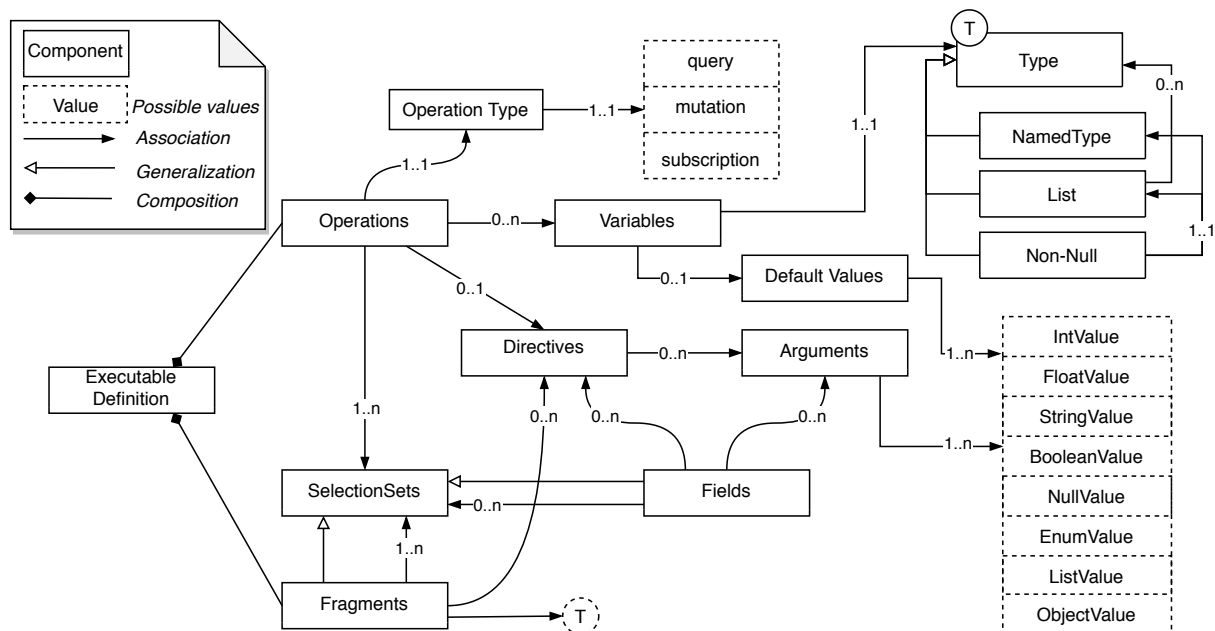 T
Component
query
Type
0..n
Value
Possible values
Operation Type
1..1
mutation
Association
1..1
NamedType
subscription
1..1
Generalization
List
Composition
Operations
0..n
Variables
1..1
Non-Null
0..1
Default Values
0..1
IntValue
Directives
0..n
Arguments
1..n
Executable
Definition
FloatValue
1..n
0..n
0..n
0..n
StringValue
1..n
BooleanValue
SelectionSets
Fields
NullValue
0..n
EnumValue
1..n
ListValue
Fragments
T
ObjectValue